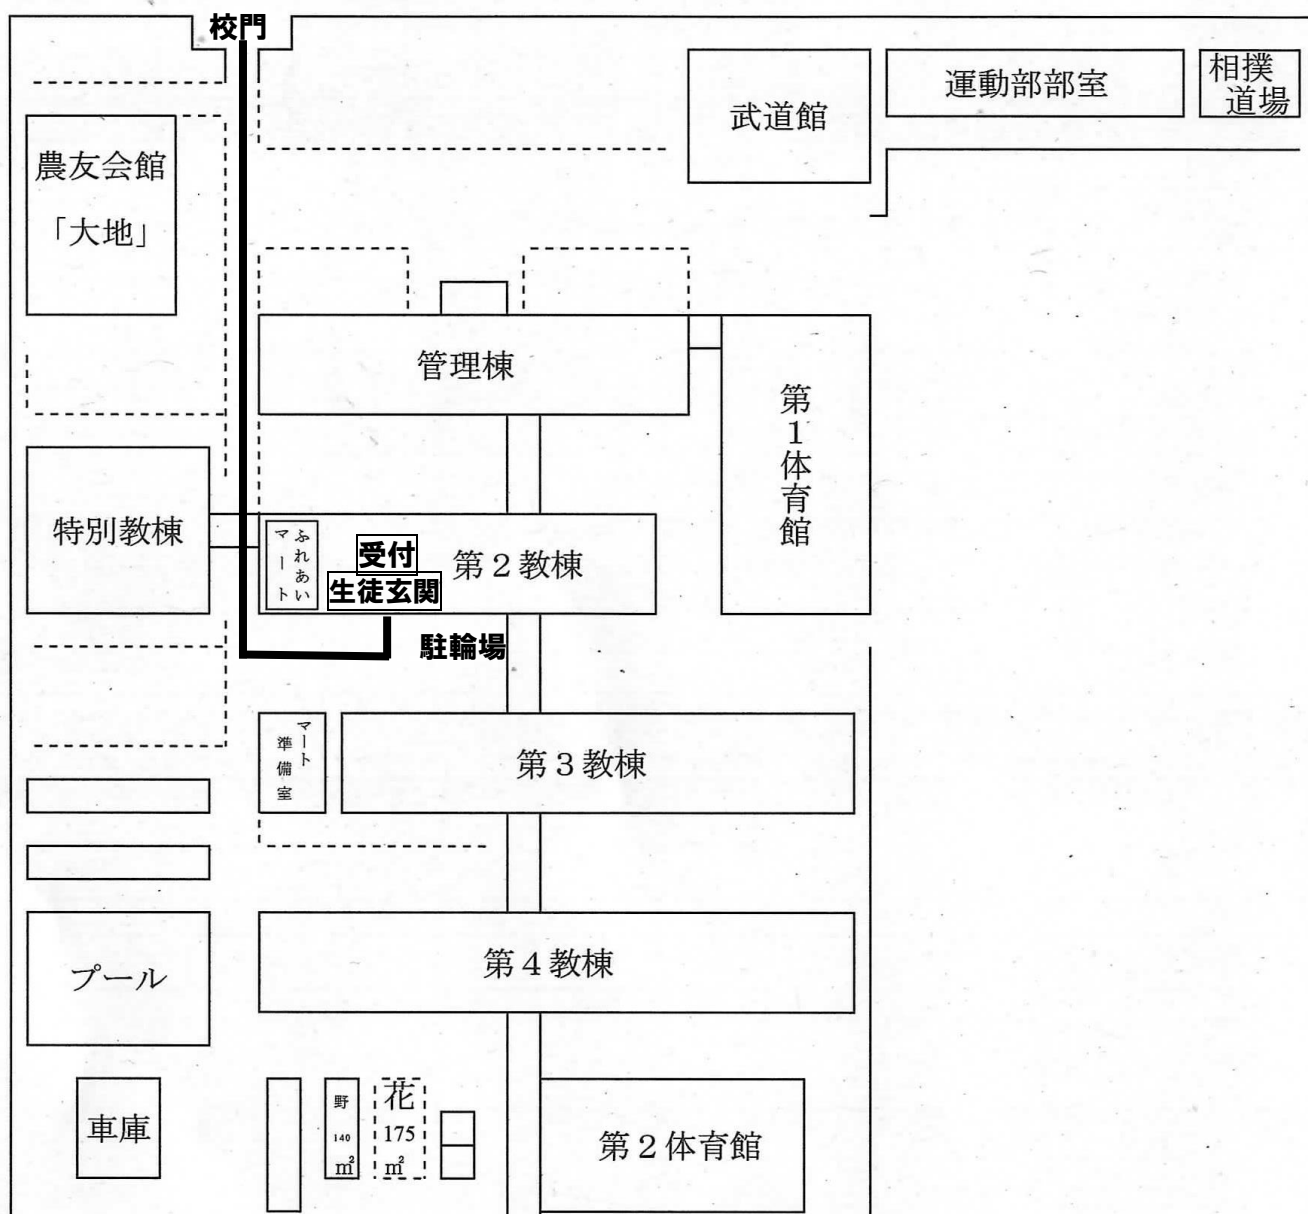 校門
武道館
運動部部室
相撲
道場
農友会館
「大地」
管理棟
第1体育館
特別教棟
ふれあい
マート
受付
生徒玄関
第2教棟
駐輪場
マート
準備室
第3教棟
第4教棟
プール
車庫
野
140
㎡
花
175
㎡
第2体育館